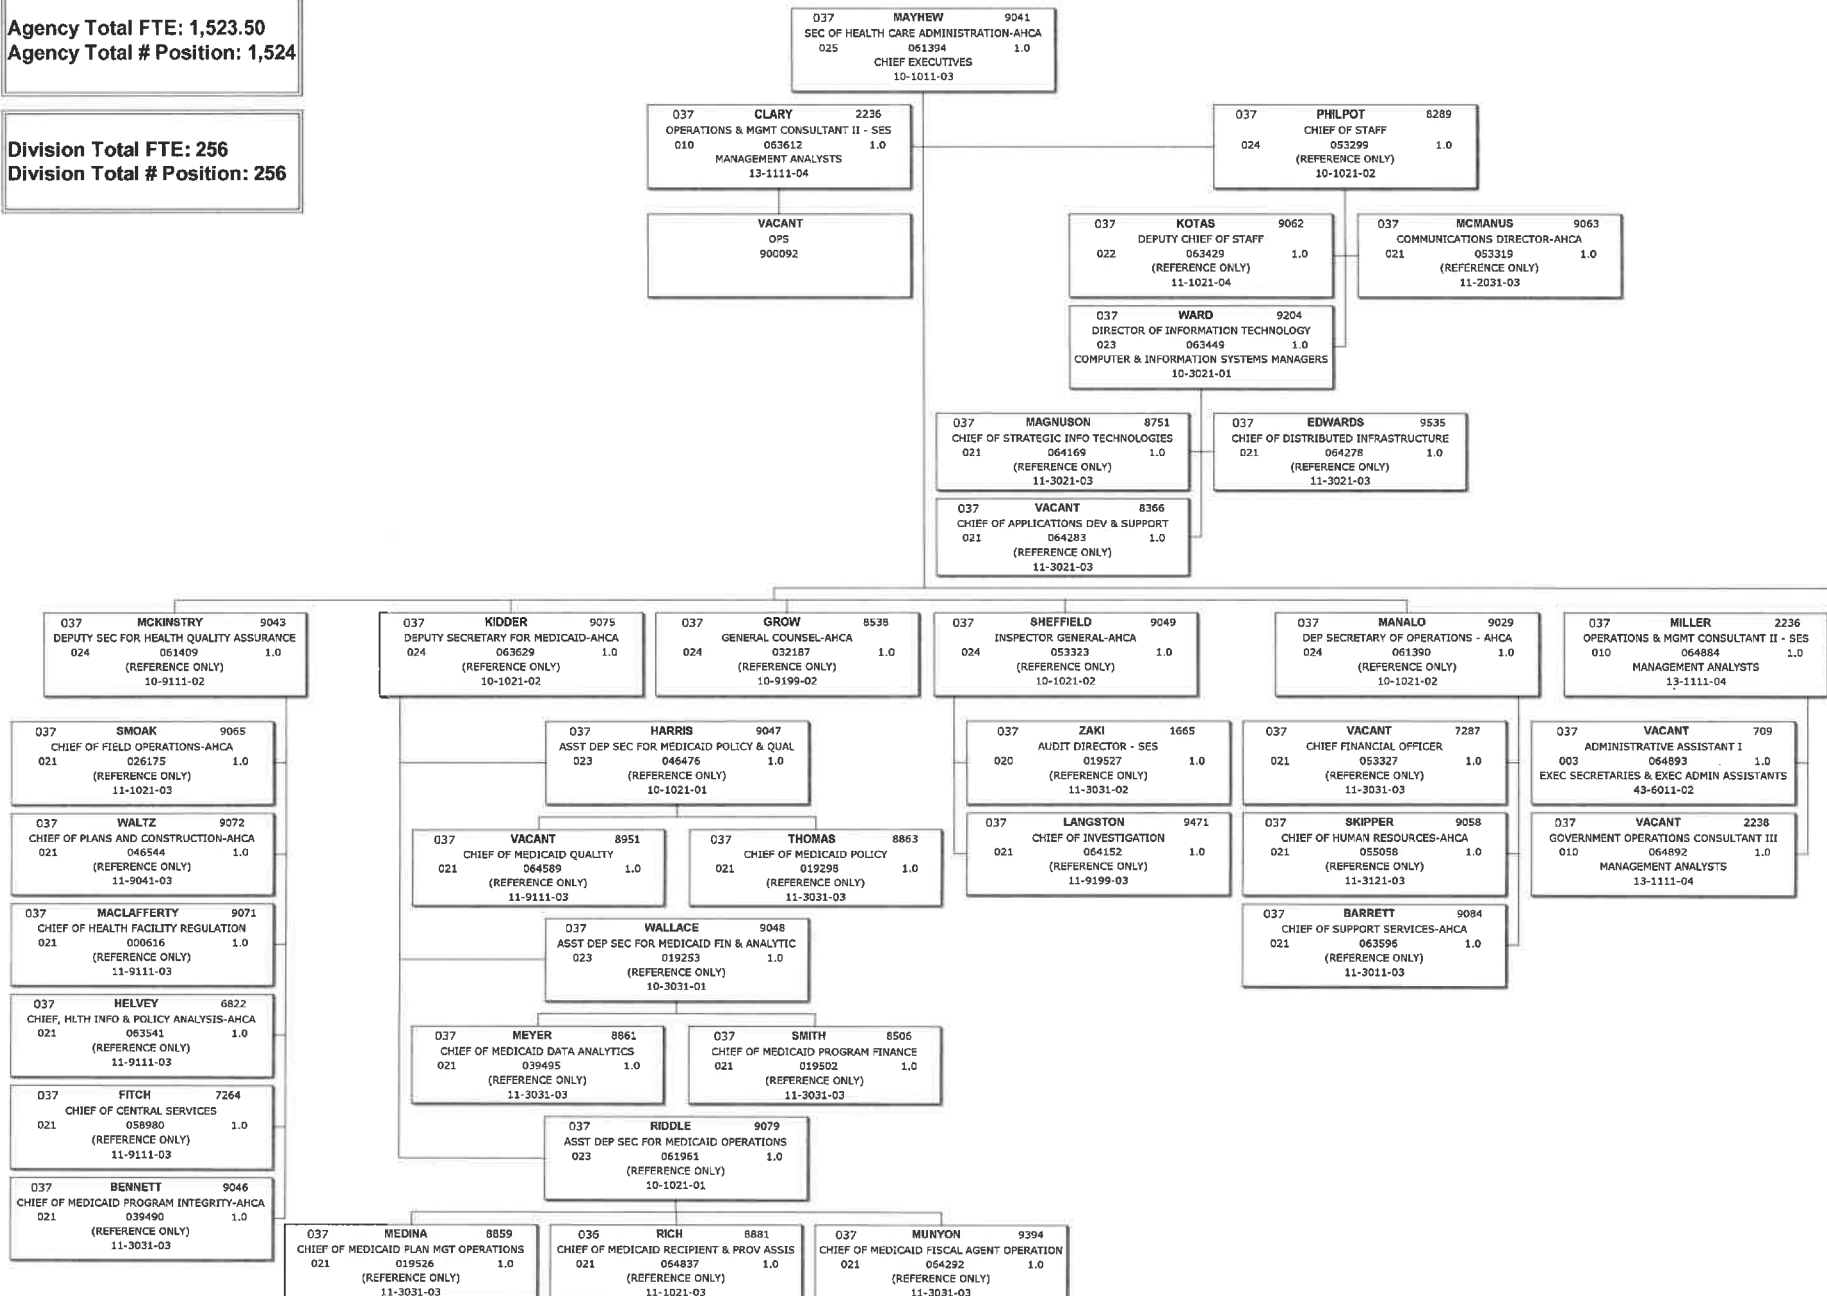 Agency Total FTE: 1,523.50
Agency Total # Position: 1,524
Division Total FTE: 256
Division Total # Position: 256
037 MAYHEW 9041
SEC OF HEALTH CARE ADMINISTRATION-AHCA
025 061394 1.0
CHIEF EXECUTIVES
10-1011-03
037 CLARY 2236
OPERATIONS & MGMT CONSULTANT II - SES
010 063612 1.0
MANAGEMENT ANALYSTS
13-1111-04
VACANT
OPS
900092
037 PHILPOT 8289
CHIEF OF STAFF
024 053299 1.0
(REFERENCE ONLY)
10-1021-02
037 KOTAS 9062
DEPUTY CHIEF OF STAFF
022 063429 1.0
(REFERENCE ONLY)
11-1021-04
037 MCMANUS 9063
COMMUNICATIONS DIRECTOR-AHCA
021 053319 1.0
(REFERENCE ONLY)
11-2031-03
037 WARD 9204
DIRECTOR OF INFORMATION TECHNOLOGY
023 063449 1.0
COMPUTER & INFORMATION SYSTEMS MANAGERS
10-3021-01
037 MAGNUSON 8751
CHIEF OF STRATEGIC INFO TECHNOLOGIES
021 064169 1.0
(REFERENCE ONLY)
11-3021-03
037 EDWARDS 9535
CHIEF OF DISTRIBUTED INFRASTRUCTURE
021 064278 1.0
(REFERENCE ONLY)
11-3021-03
037 VACANT 8366
CHIEF OF APPLICATIONS DEV & SUPPORT
021 064283 1.0
(REFERENCE ONLY)
11-3021-03
037 MCKINSTRY 9043
DEPUTY SEC FOR HEALTH QUALITY ASSURANCE
024 061409 1.0
(REFERENCE ONLY)
10-9111-02
037 SMOAK 9065
CHIEF OF FIELD OPERATIONS-AHCA
021 026175 1.0
(REFERENCE ONLY)
11-1021-03
037 WALTZ 9072
CHIEF OF PLANS AND CONSTRUCTION-AHCA
021 046544 1.0
(REFERENCE ONLY)
11-9041-03
037 MACLAFFERTY 9071
CHIEF OF HEALTH FACILITY REGULATION
021 000616 1.0
(REFERENCE ONLY)
11-9111-03
037 HELVEY 6822
CHIEF, HLTH INFO & POLICY ANALYSIS-AHCA
021 063541 1.0
(REFERENCE ONLY)
11-9111-03
037 FITCH 7264
CHIEF OF CENTRAL SERVICES
021 058980 1.0
(REFERENCE ONLY)
11-9111-03
037 BENNETT 9046
CHIEF OF MEDICAID PROGRAM INTEGRITY-AHCA
021 039490 1.0
(REFERENCE ONLY)
11-3031-03
037 KIDDER 9075
DEPUTY SECRETARY FOR MEDICAID-AHCA
024 063629 1.0
(REFERENCE ONLY)
10-1021-02
037 HARRIS 9047
ASST DEP SEC FOR MEDICAID POLICY & QUAL
023 046476 1.0
(REFERENCE ONLY)
10-1021-01
037 VACANT 8951
CHIEF OF MEDICAID QUALITY
021 064589 1.0
(REFERENCE ONLY)
11-9111-03
037 THOMAS 8863
CHIEF OF MEDICAID POLICY
021 019298 1.0
(REFERENCE ONLY)
11-3031-03
037 WALLACE 9048
ASST DEP SEC FOR MEDICAID FIN & ANALYTIC
023 019253 1.0
(REFERENCE ONLY)
10-3031-01
037 MEYER 8861
CHIEF OF MEDICAID DATA ANALYTICS
021 039495 1.0
(REFERENCE ONLY)
11-3031-03
037 SMITH 8506
CHIEF OF MEDICAID PROGRAM FINANCE
021 019502 1.0
(REFERENCE ONLY)
11-3031-03
037 RIDDLE 9079
ASST DEP SEC FOR MEDICAID OPERATIONS
023 061961 1.0
(REFERENCE ONLY)
10-1021-01
037 MEDINA 8859
CHIEF OF MEDICAID PLAN MGT OPERATIONS
021 019526 1.0
(REFERENCE ONLY)
11-3031-03
036 RICH 8881
CHIEF OF MEDICAID RECIPIENT & PROV ASSIS
021 064837 1.0
(REFERENCE ONLY)
11-1021-03
037 MUNYON 9394
CHIEF OF MEDICAID FISCAL AGENT OPERATION
021 064292 1.0
(REFERENCE ONLY)
11-3031-03
037 GROW 8538
GENERAL COUNSEL-AHCA
024 032187 1.0
(REFERENCE ONLY)
10-9199-02
037 SHEFFIELD 9049
INSPECTOR GENERAL-AHCA
024 053323 1.0
(REFERENCE ONLY)
10-1021-02
037 ZAKI 1665
AUDIT DIRECTOR - SES
020 019527 1.0
(REFERENCE ONLY)
11-3031-02
037 LANGSTON 9471
CHIEF OF INVESTIGATION
021 064152 1.0
(REFERENCE ONLY)
11-9199-03
037 MANALO 9029
DEP SECRETARY OF OPERATIONS - AHCA
024 061390 1.0
(REFERENCE ONLY)
10-1021-02
037 VACANT 7287
CHIEF FINANCIAL OFFICER
021 053327 1.0
(REFERENCE ONLY)
11-3031-03
037 SKIPPER 9058
CHIEF OF HUMAN RESOURCES-AHCA
021 055058 1.0
(REFERENCE ONLY)
11-3121-03
037 BARRETT 9084
CHIEF OF SUPPORT SERVICES-AHCA
021 063596 1.0
(REFERENCE ONLY)
11-3011-03
037 MILLER 2236
OPERATIONS & MGMT CONSULTANT II - SES
010 064884 1.0
MANAGEMENT ANALYSTS
13-1111-04
037 VACANT 709
ADMINISTRATIVE ASSISTANT I
003 064893 1.0
EXEC SECRETARIES & EXEC ADMIN ASSISTANTS
43-6011-02
037 VACANT 2238
GOVERNMENT OPERATIONS CONSULTANT III
010 064892 1.0
MANAGEMENT ANALYSTS
13-1111-04